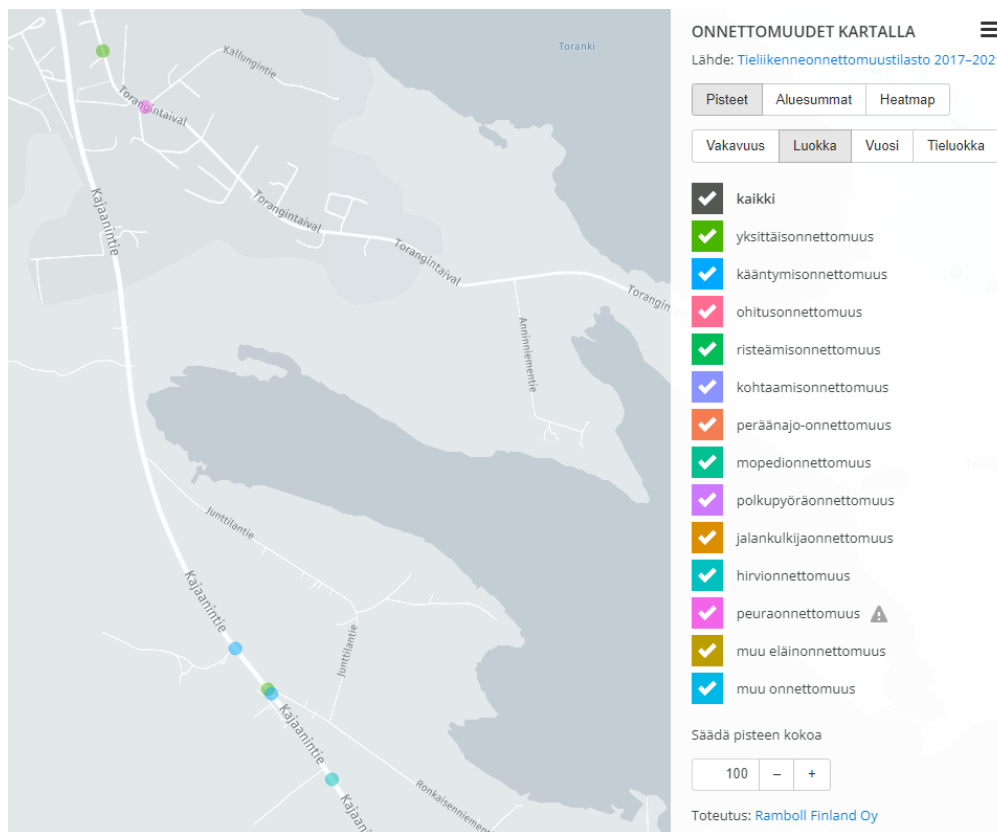 Toranki
Kallungintie
Torangintaival
Kajaanintie
Torangintaival
Torangintaival
Torangin
Anninniementie
Junttilantie
Kajaanintie
Junttilantie
Kajaanintie
Ronkaisenniemen
Kajaanintie
ONNETTOMUUDET KARTALLA
Lähde: Tieliikenneonnettomuustilasto 2017–2021
Pisteet Aluesummat Heatmap
Vakavuus Luokka Vuosi Tieluokka
kaikki
yksittäisonnettomuus
kääntymisonnettomuus
ohitusonnettomuus
risteämisonnettomuus
kohtaamisonnettomuus
peräänajo-onnettomuus
mopedionnettomuus
polkupyöräonnettomuus
jalankulkijaonnettomuus
hirvionnettomuus
peuraonnettomuus
muu eläinonnettomuus
muu onnettomuus
Säädä pisteen kokoa
100 – +
Toteutus: Ramboll Finland Oy